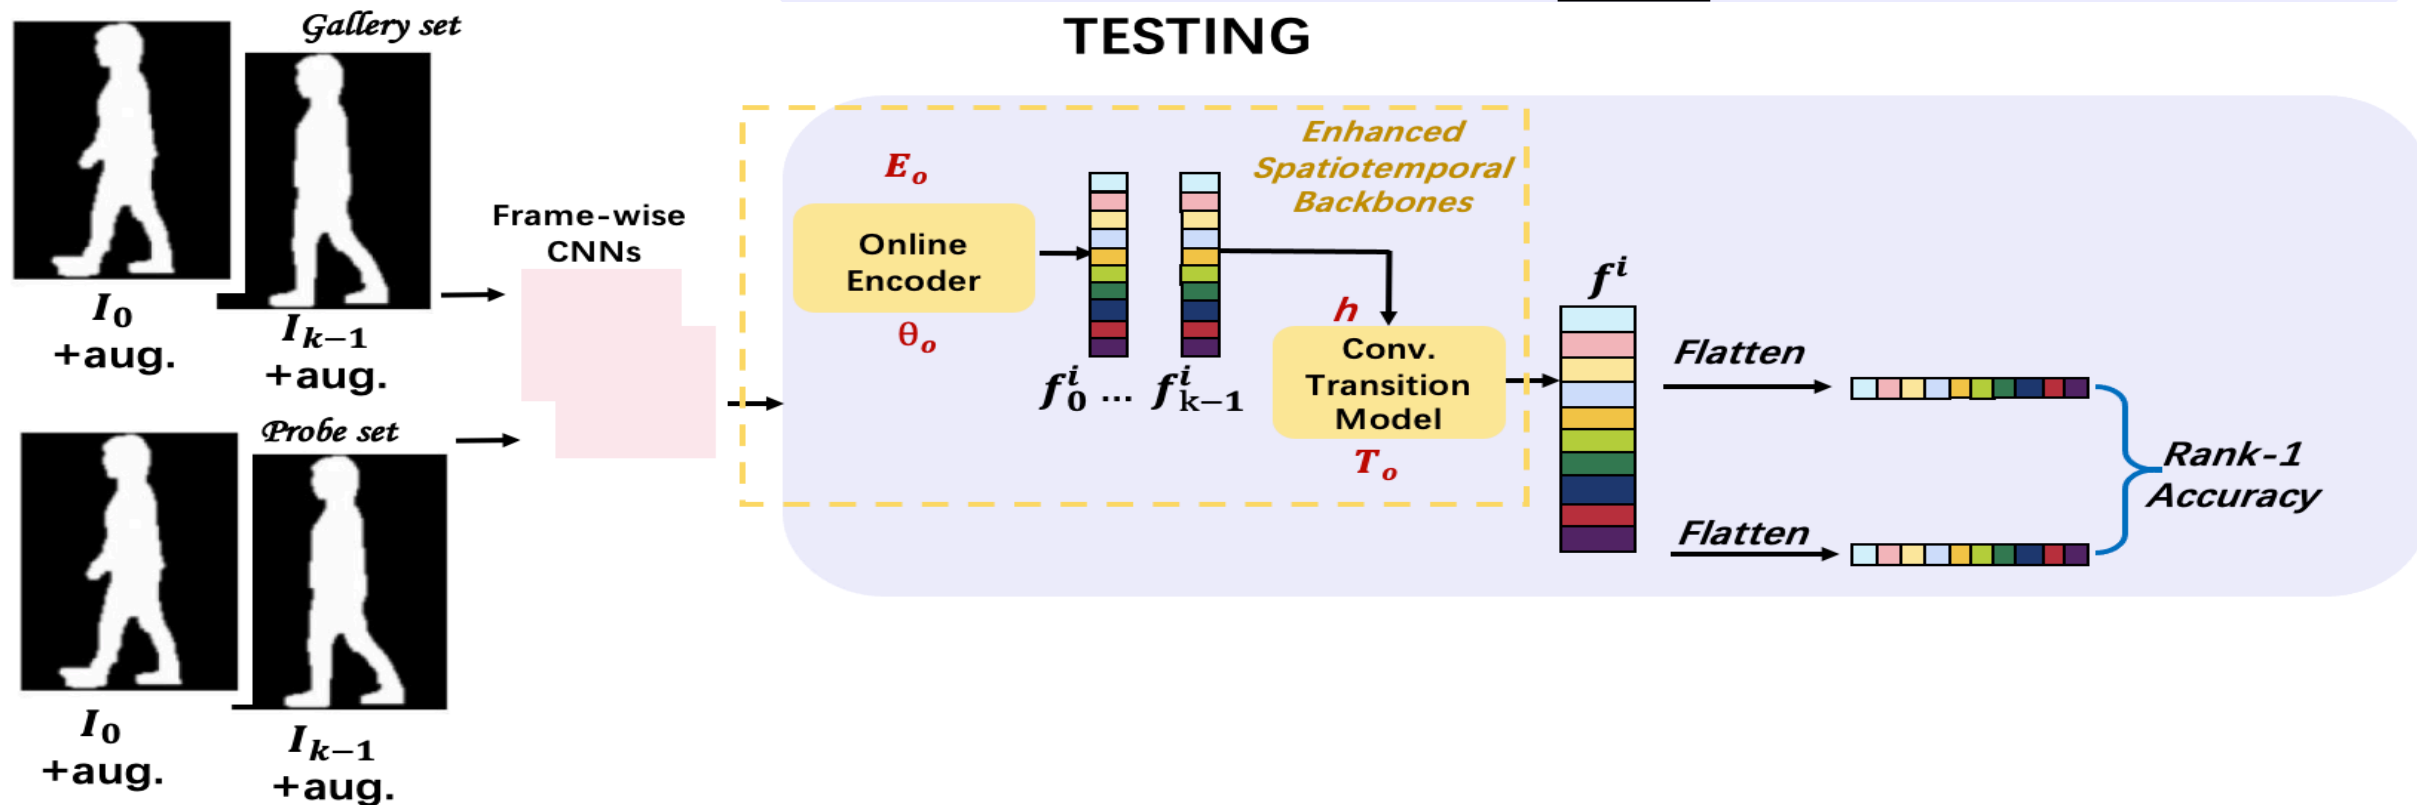 TESTING
Gallery set
I₀
+aug.
Iₖ₋₁
+aug.
Probe set
I₀
+aug.
Iₖ₋₁
+aug.
Frame-wise
CNNs
Eₒ
Online
Encoder
θₒ
f₀ⁱ ... fₖ₋₁ⁱ
Enhanced
Spatiotemporal
Backbones
h
Conv.
Transition
Model
Tₒ
fⁱ
Flatten
Flatten
Rank-1
Accuracy